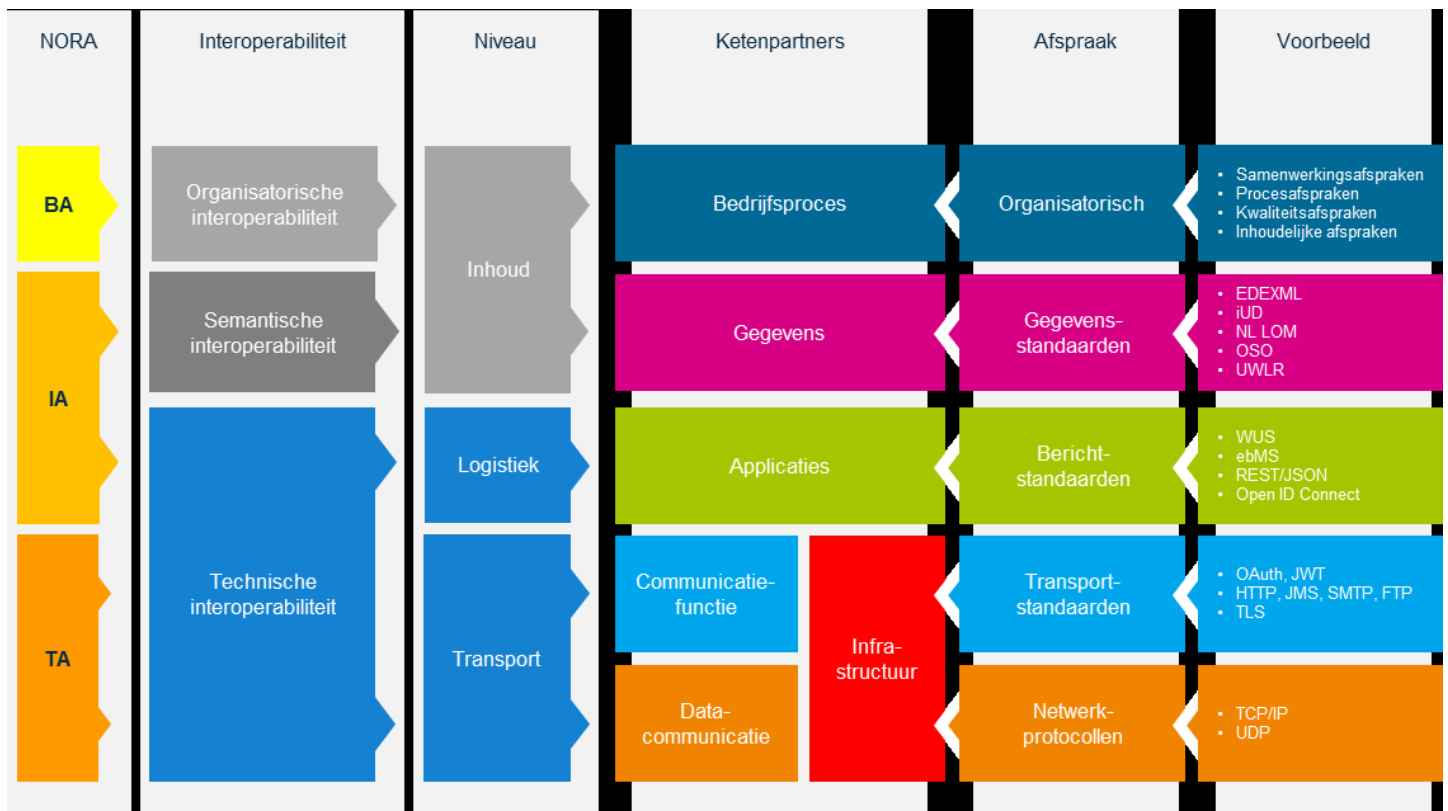 NORA
Interoperabiliteit
Niveau
Ketenpartners
Afspraak
Voorbeeld
BA
Organisatorische
interoperabiliteit
Inhoud
Bedrijfsproces
Organisatorisch
• Samenwerkingsafspraken
• Procesafspraken
• Kwaliteitsafspraken
• Inhoudelijke afspraken
IA
Semantische
interoperabiliteit
Gegevens
Gegevens-
standaarden
• EDEXML
• iUD
• NL LOM
• OSO
• UWLR
Technische
interoperabiliteit
Logistiek
Applicaties
Bericht-
standaarden
• WUS
• ebMS
• REST/JSON
• Open ID Connect
TA
Transport
Communicatie-
functie
Infra-
structuur
Transport-
standaarden
• OAuth, JWT
• HTTP, JMS, SMTP, FTP
• TLS
Data-
communicatie
Netwerk-
protocollen
• TCP/IP
• UDP